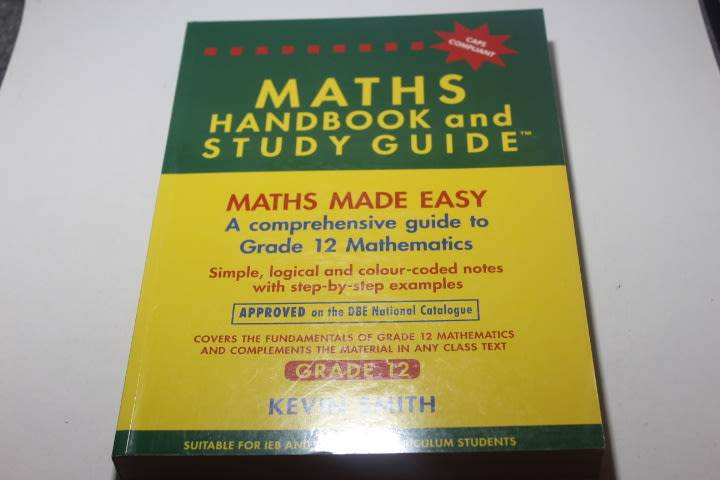 CAPS
COMPLIANT
MATHS
HANDBOOK and
STUDY GUIDE™
MATHS MADE EASY
A comprehensive guide to
Grade 12 Mathematics
Simple, logical and colour-coded notes
with step-by-step examples
APPROVED on the DBE National Catalogue
COVERS THE FUNDAMENTALS OF GRADE 12 MATHEMATICS
AND COMPLEMENTS THE MATERIAL IN ANY CLASS TEXT
GRADE 12
KEVIN SMITH
SUITABLE FOR IEB AND STUDENTS